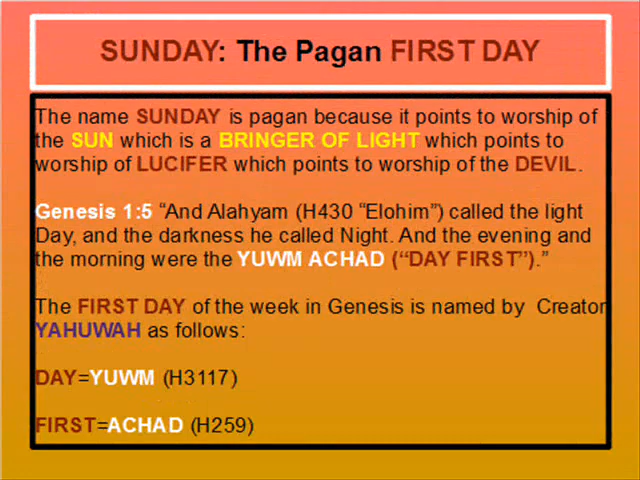 SUNDAY: The Pagan FIRST DAY
The name SUNDAY is pagan because it points to worship of
the SUN which is a BRINGER OF LIGHT which points to
worship of LUCIFER which points to worship of the DEVIL.
Genesis 1:5 “And Alahyam (H430 “Elohim”) called the light
Day, and the darkness he called Night. And the evening and
the morning were the YUWM ACHAD (“DAY FIRST”).”
The FIRST DAY of the week in Genesis is named by Creator
YAHUWAH as follows:
DAY=YUWM (H3117)
FIRST=ACHAD (H259)